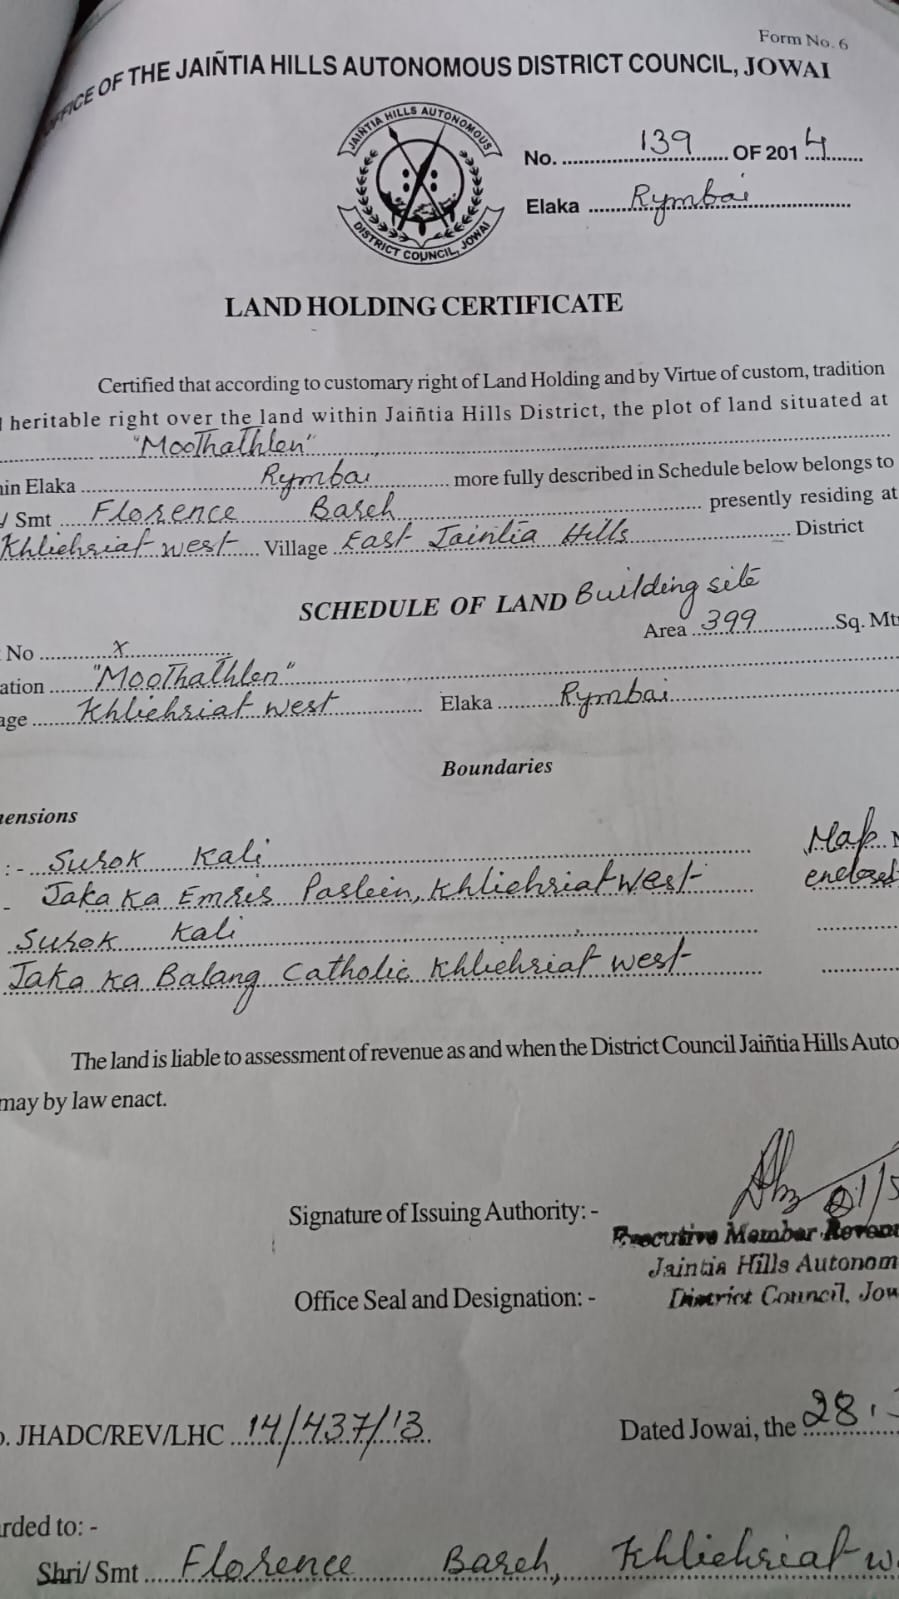 Form No. 6
OFFICE OF THE JAIÑTIA HILLS AUTONOMOUS DISTRICT COUNCIL, JOWAI
JAIÑTIA HILLS AUTONOMOUS
DISTRICT COUNCIL, JOWAI
No. 139 OF 2014
Elaka Rymbai
LAND HOLDING CERTIFICATE
Certified that according to customary right of Land Holding and by Virtue of custom, tradition
heritable right over the land within Jaiñtia Hills District, the plot of land situated at
"Moothathlen"
in Elaka Rymbai more fully described in Schedule below belongs to
/ Smt Florence Bareh presently residing at
Khliehriat west Village East Jaintia Hills District
SCHEDULE OF LAND Building site
No x Area 399 Sq. Mt
ation "Moothathlen"
age Khliehriat west Elaka Rymbai
Boundaries
ensions
:- Surok Kali Map
- Jaka Ka Emris Paslein, Khliehriat west enclosed
Surok Kali
Jaka Ka Balang Catholic Khliehriat west
The land is liable to assessment of revenue as and when the District Council Jaiñtia Hills Auto
may by law enact.
Signature of Issuing Authority: -
Executive Member Reven
Jaintia Hills Autonom
Office Seal and Designation: - District Council, Jow
o. JHADC/REV/LHC 14/437/13 Dated Jowai, the 28.
rded to: -
Shri/ Smt Florence Bareh, Khliehriat w